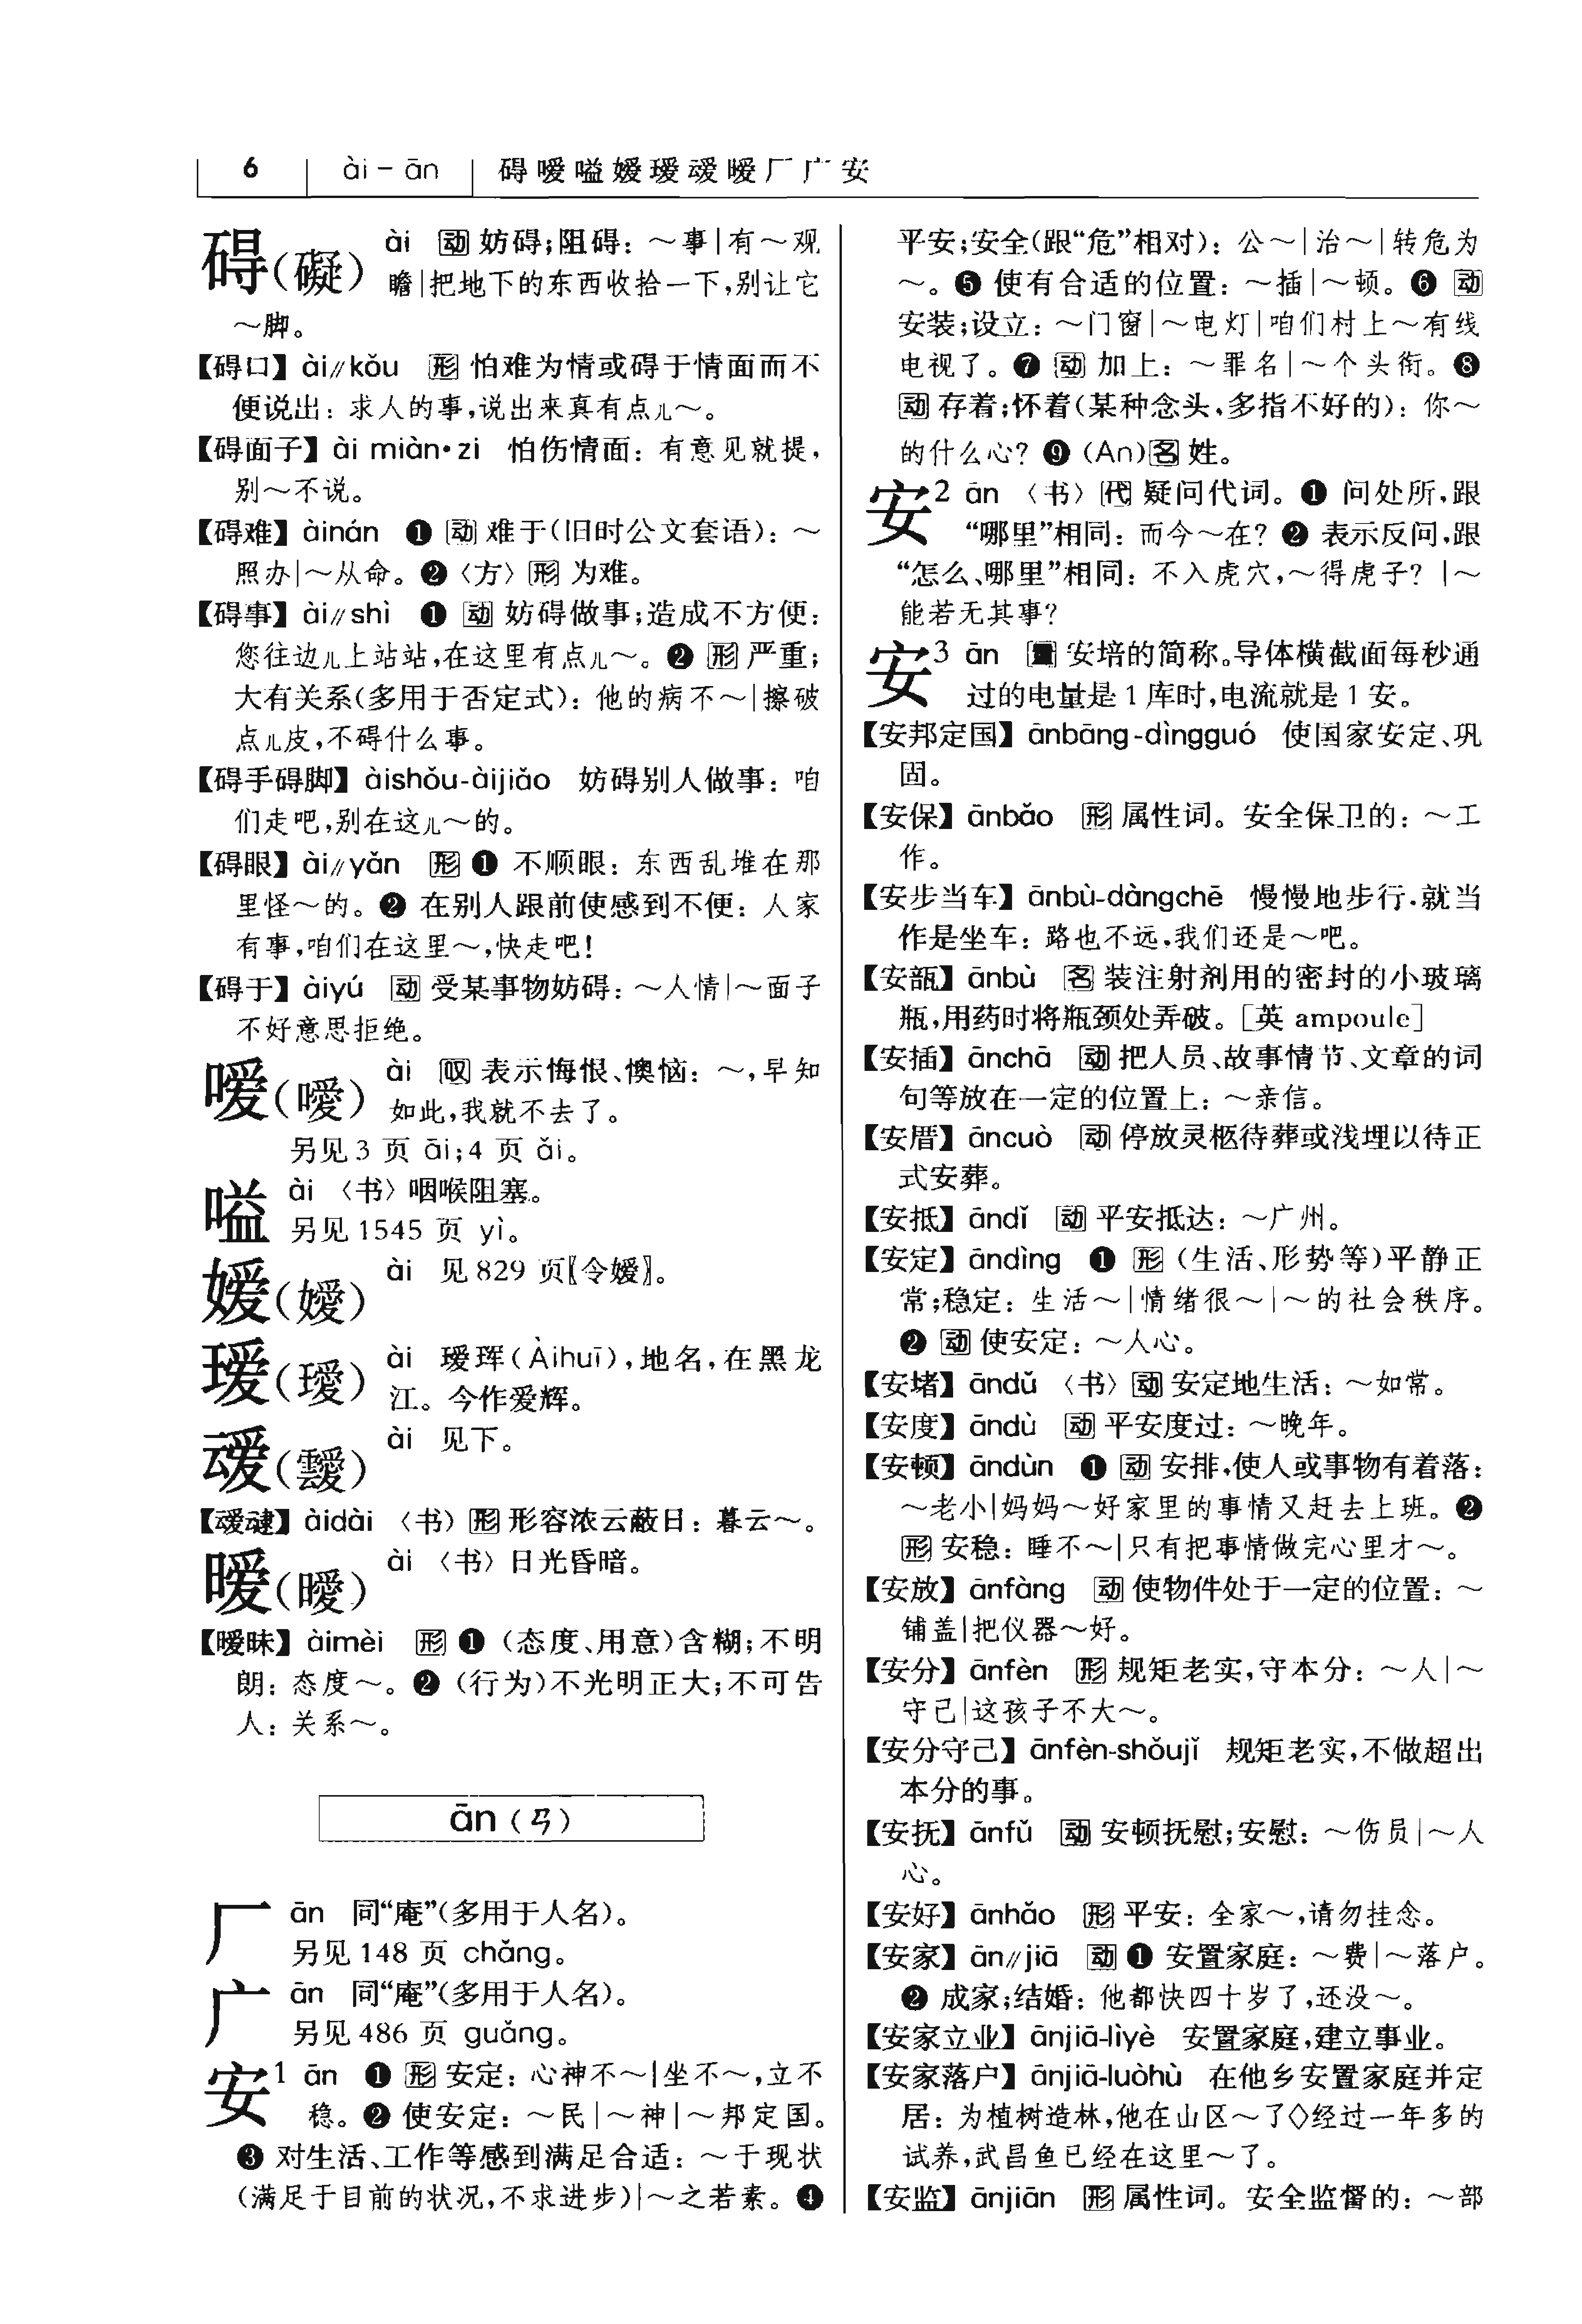 6 ài－ān 碍嗳嗌嫒瑷叆暧厂广安
碍(礙) ài 动 妨碍;阻碍：～事|有～观
瞻|把地下的东西收拾一下,别让它
～脚。
【碍口】ài∥kǒu 形 怕难为情或碍于情面而不
便说出：求人的事,说出来真有点儿～。
【碍面子】ài miàn•zi 怕伤情面：有意见就提,
别～不说。
【碍难】àinán ❶ 动 难于(旧时公文套语)：～
照办|～从命。❷〈方〉形 为难。
【碍事】ài∥shì ❶ 动 妨碍做事;造成不方便：
您往边儿上站站,在这里有点儿～。❷ 形 严重;
大有关系(多用于否定式)：他的病不～|擦破
点儿皮,不碍什么事。
【碍手碍脚】àishǒu-àijiǎo 妨碍别人做事：咱
们走吧,别在这儿～的。
【碍眼】ài∥yǎn 形 ❶ 不顺眼：东西乱堆在那
里怪～的。❷ 在别人跟前使感到不便：人家
有事,咱们在这里～,快走吧!
【碍于】àiyú 动 受某事物妨碍：～人情|～面子
不好意思拒绝。
嗳(噯) ài 叹 表示悔恨、懊恼：～,早知
如此,我就不去了。
另见 3 页 āi;4 页 ǎi。
嗌 ài 〈书〉咽喉阻塞。
另见 1545 页 yì。
嫒(嬡) ài 见 829 页〖令嫒〗。
瑷(璦) ài 瑷珲(Àihuī),地名,在黑龙
江。今作爱辉。
叆(靉) ài 见下。
【叆叇】àidài 〈书〉形 形容浓云蔽日：暮云～。
暧(曖) ài 〈书〉日光昏暗。
【暧昧】àimèi 形 ❶ (态度、用意)含糊;不明
朗：态度～。❷ (行为)不光明正大;不可告
人：关系～。
ān (ㄢ)
厂 ān 同“庵”(多用于人名)。
另见 148 页 chǎng。
广 ān 同“庵”(多用于人名)。
另见 486 页 guǎng。
安1 ān ❶ 形 安定：心神不～|坐不～,立不
稳。❷ 使安定：～民|～神|～邦定国。
❸ 对生活、工作等感到满足合适：～于现状
(满足于目前的状况,不求进步)|～之若素。❹
平安;安全(跟“危”相对)：公～|治～|转危为
～。❺ 使有合适的位置：～插|～顿。❻ 动
安装;设立：～门窗|～电灯|咱们村上～有线
电视了。❼ 动 加上：～罪名|～个头衔。❽
动 存着;怀着(某种念头,多指不好的)：你～
的什么心? ❾ (Ān)名 姓。
安2 ān 〈书〉代 疑问代词。❶ 问处所,跟
“哪里”相同：而今～在? ❷ 表示反问,跟
“怎么、哪里”相同：不入虎穴,～得虎子? |～
能若无其事?
安3 ān 量 安培的简称。导体横截面每秒通
过的电量是 1 库时,电流就是 1 安。
【安邦定国】ānbāng-dìngguó 使国家安定、巩
固。
【安保】ānbǎo 形 属性词。安全保卫的：～工
作。
【安步当车】ānbù-dàngchē 慢慢地步行,就当
作是坐车：路也不远,我们还是～吧。
【安瓿】ānbù 名 装注射剂用的密封的小玻璃
瓶,用药时将瓶颈处弄破。[英 ampoule]
【安插】ānchā 动 把人员、故事情节、文章的词
句等放在一定的位置上：～亲信。
【安厝】āncuò 动 停放灵柩待葬或浅埋以待正
式安葬。
【安抵】āndǐ 动 平安抵达：～广州。
【安定】āndìng ❶ 形 (生活、形势等)平静正
常;稳定：生活～|情绪很～|～的社会秩序。
❷ 动 使安定：～人心。
【安堵】āndǔ 〈书〉动 安定地生活：～如常。
【安度】āndù 动 平安度过：～晚年。
【安顿】āndùn ❶ 动 安排,使人或事物有着落：
～老小|妈妈～好家里的事情又赶去上班。❷
形 安稳：睡不～|只有把事情做完心里才～。
【安放】ānfàng 动 使物件处于一定的位置：～
铺盖|把仪器～好。
【安分】ānfèn 形 规矩老实,守本分：～人|～
守己|这孩子不大～。
【安分守己】ānfèn-shǒujǐ 规矩老实,不做超出
本分的事。
【安抚】ānfǔ 动 安顿抚慰;安慰：～伤员|～人
心。
【安好】ānhǎo 形 平安：全家～,请勿挂念。
【安家】ān∥jiā 动 ❶ 安置家庭：～费|～落户。
❷ 成家;结婚：他都快四十岁了,还没～。
【安家立业】ānjiā-lìyè 安置家庭,建立事业。
【安家落户】ānjiā-luòhù 在他乡安置家庭并定
居：为植树造林,他在山区～了◇经过一年多的
试养,武昌鱼已经在这里～了。
【安监】ānjiān 形 属性词。安全监督的：～部